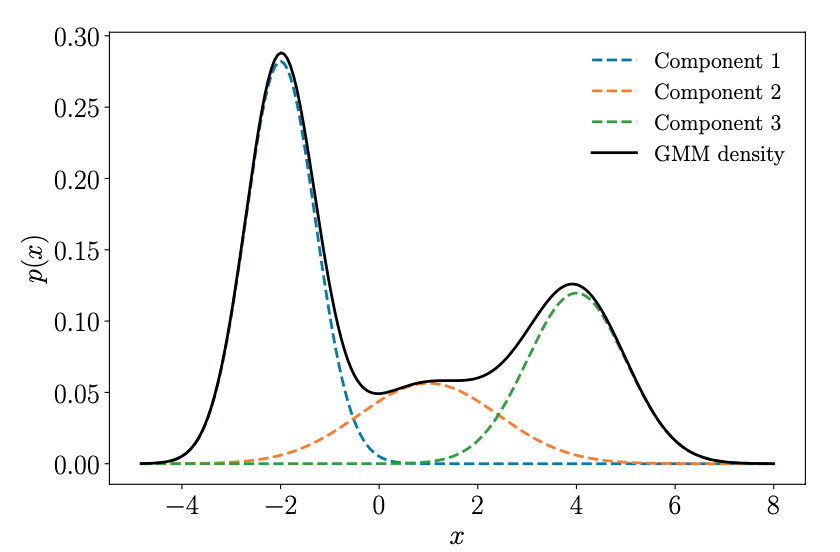 0.30
0.25
0.20
0.15
0.10
0.05
0.00
p(x)
−4
−2
0
2
4
6
8
x
Component 1
Component 2
Component 3
GMM density